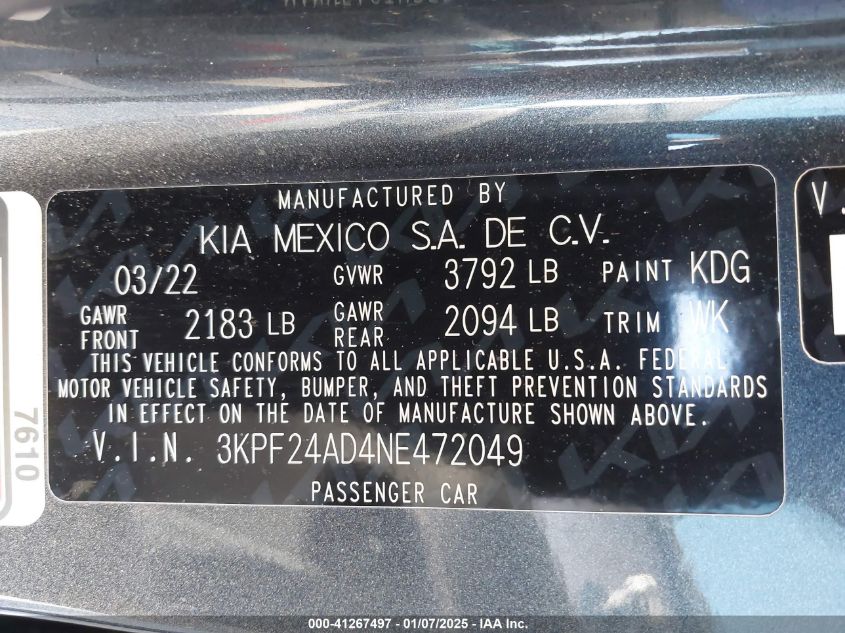 MANUFACTURED BY
KIA MEXICO S.A. DE C.V.
03/22 GVWR 3792 LB PAINT KDG
GAWR FRONT 2183 LB GAWR REAR 2094 LB TRIM WK
THIS VEHICLE CONFORMS TO ALL APPLICABLE U.S.A. FEDERAL
MOTOR VEHICLE SAFETY, BUMPER, AND THEFT PREVENTION STANDARDS
IN EFFECT ON THE DATE OF MANUFACTURE SHOWN ABOVE.
V.I.N. 3KPF24AD4NE472049
PASSENGER CAR
7610
V.
000-41267497 - 01/07/2025 - IAA Inc.